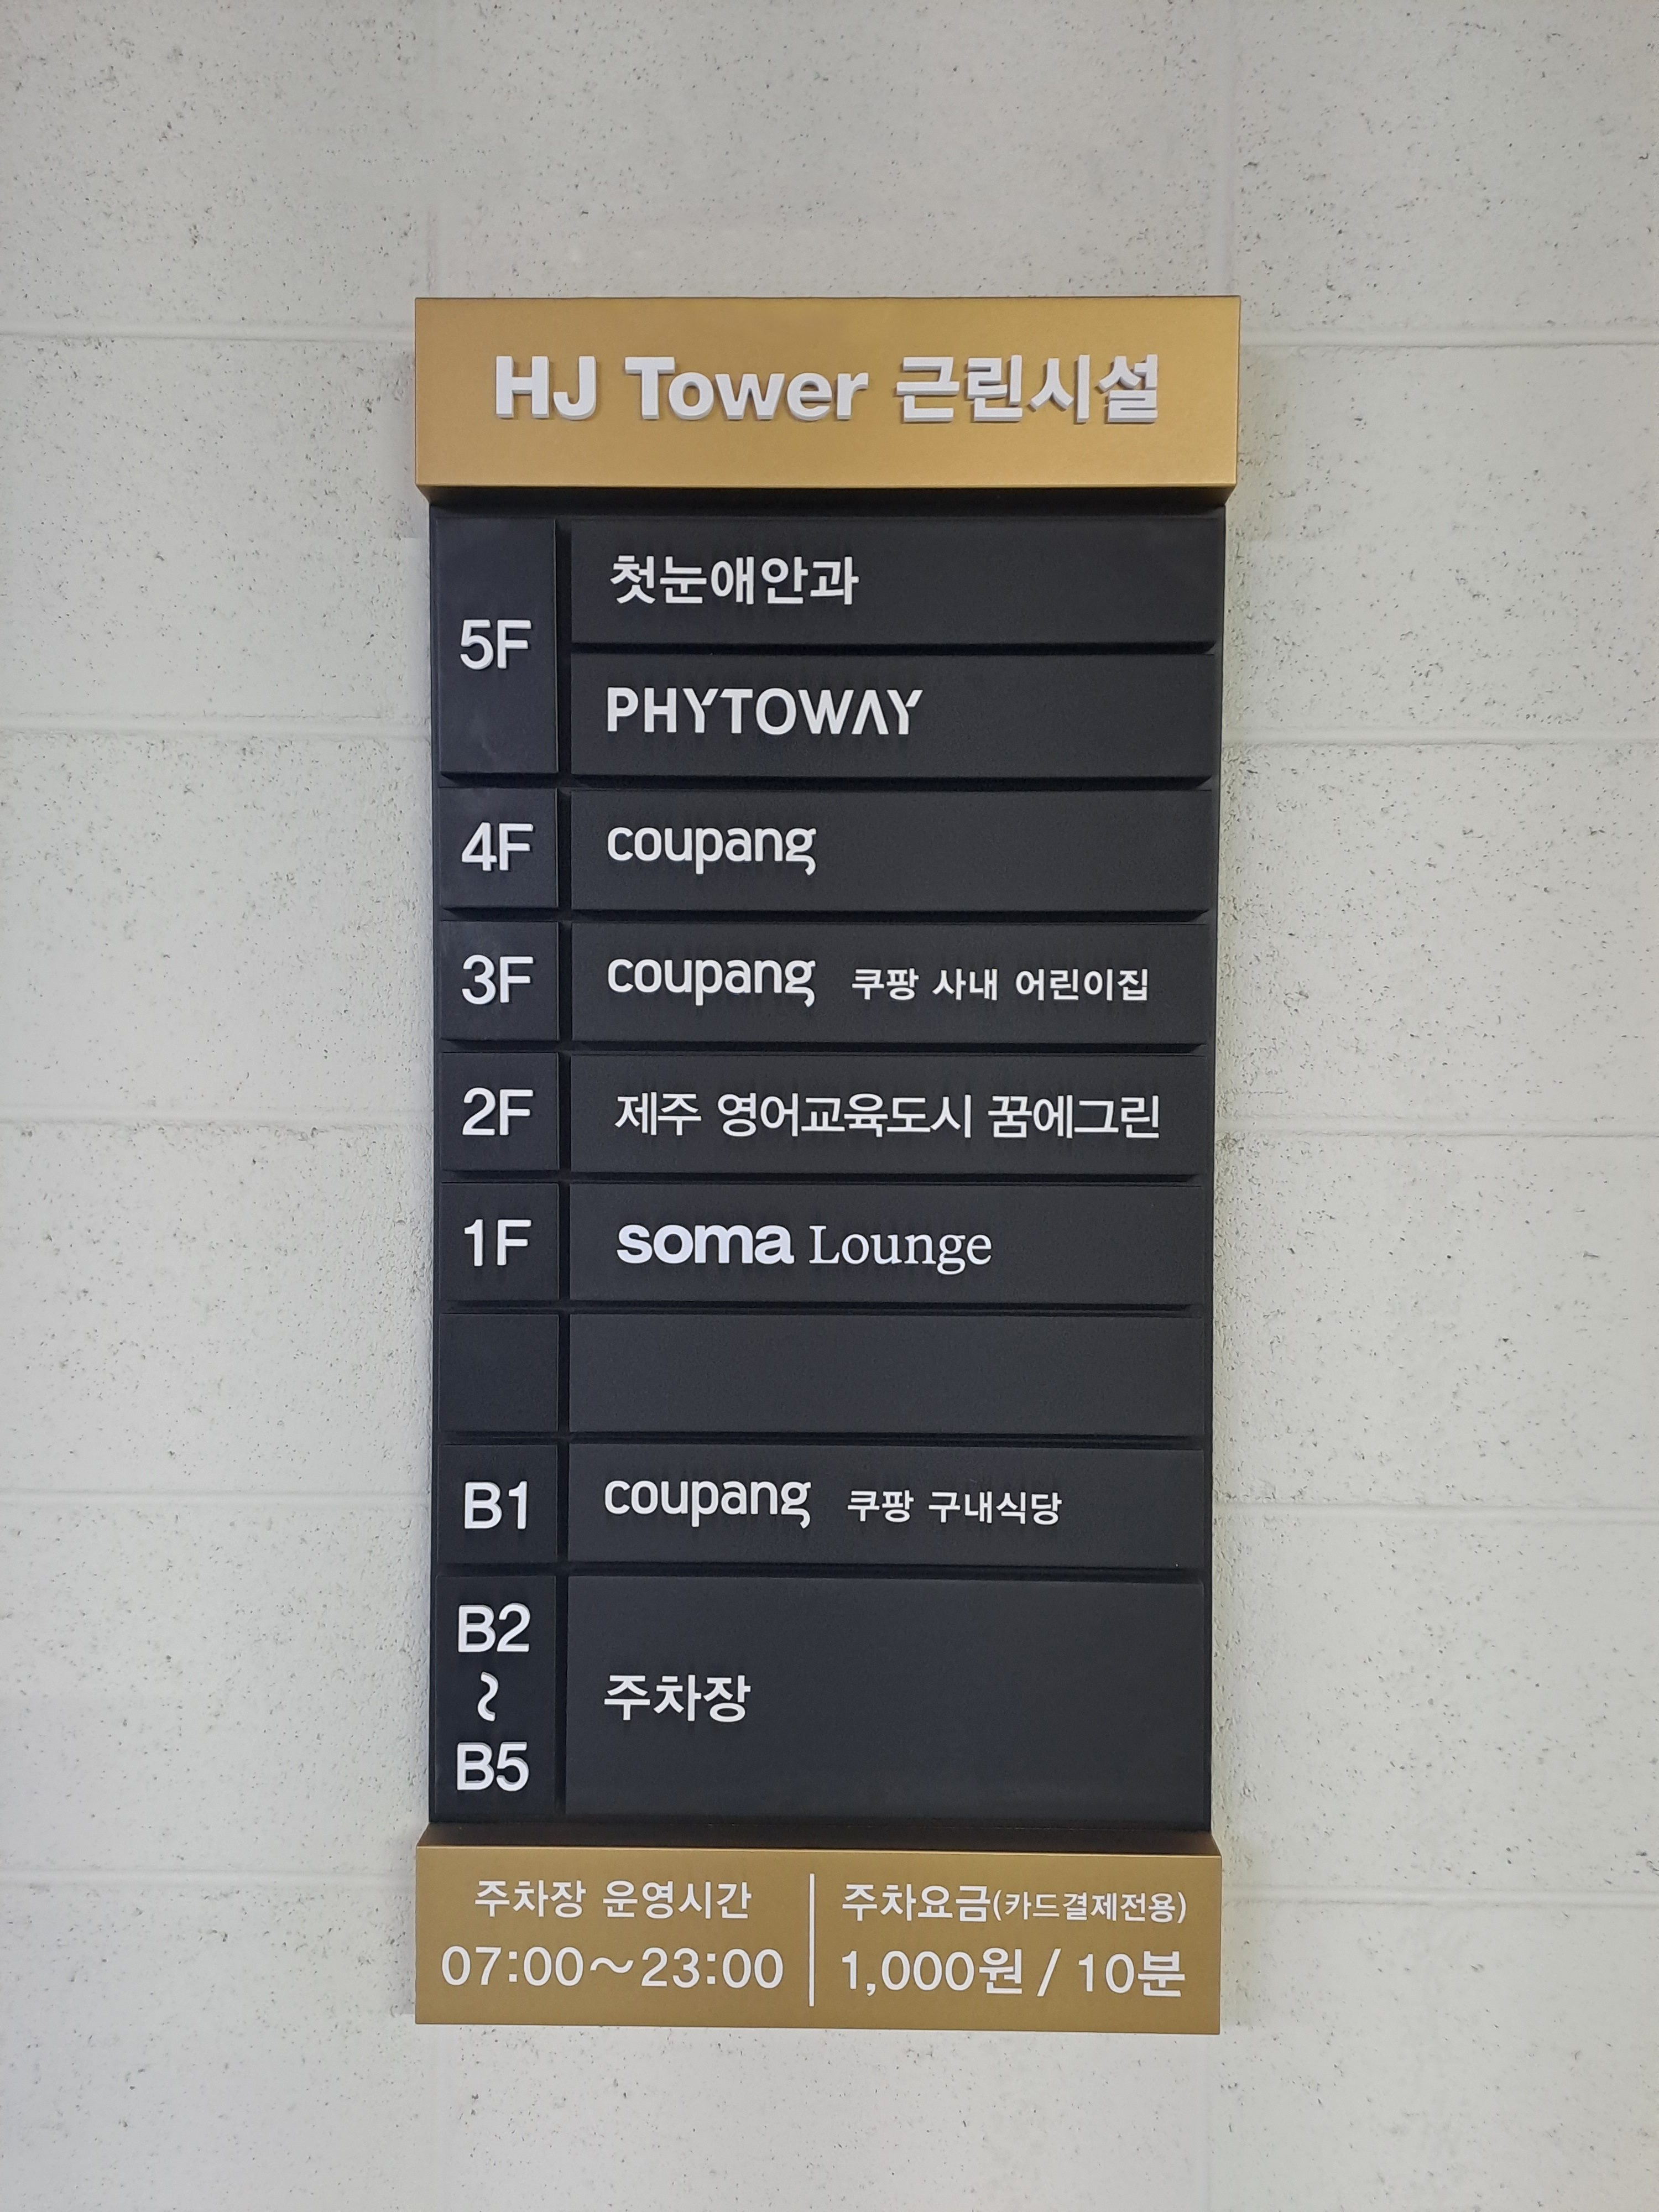 HJ Tower 근린시설
5F
첫눈애안과
PHYTOWAY
4F
coupang
3F
coupang 쿠팡 사내 어린이집
2F
제주 영어교육도시 꿈에그린
1F
soma Lounge
B1
coupang 쿠팡 구내식당
B2
~
B5
주차장
주차장 운영시간
07:00~23:00
주차요금(카드결제전용)
1,000원 / 10분